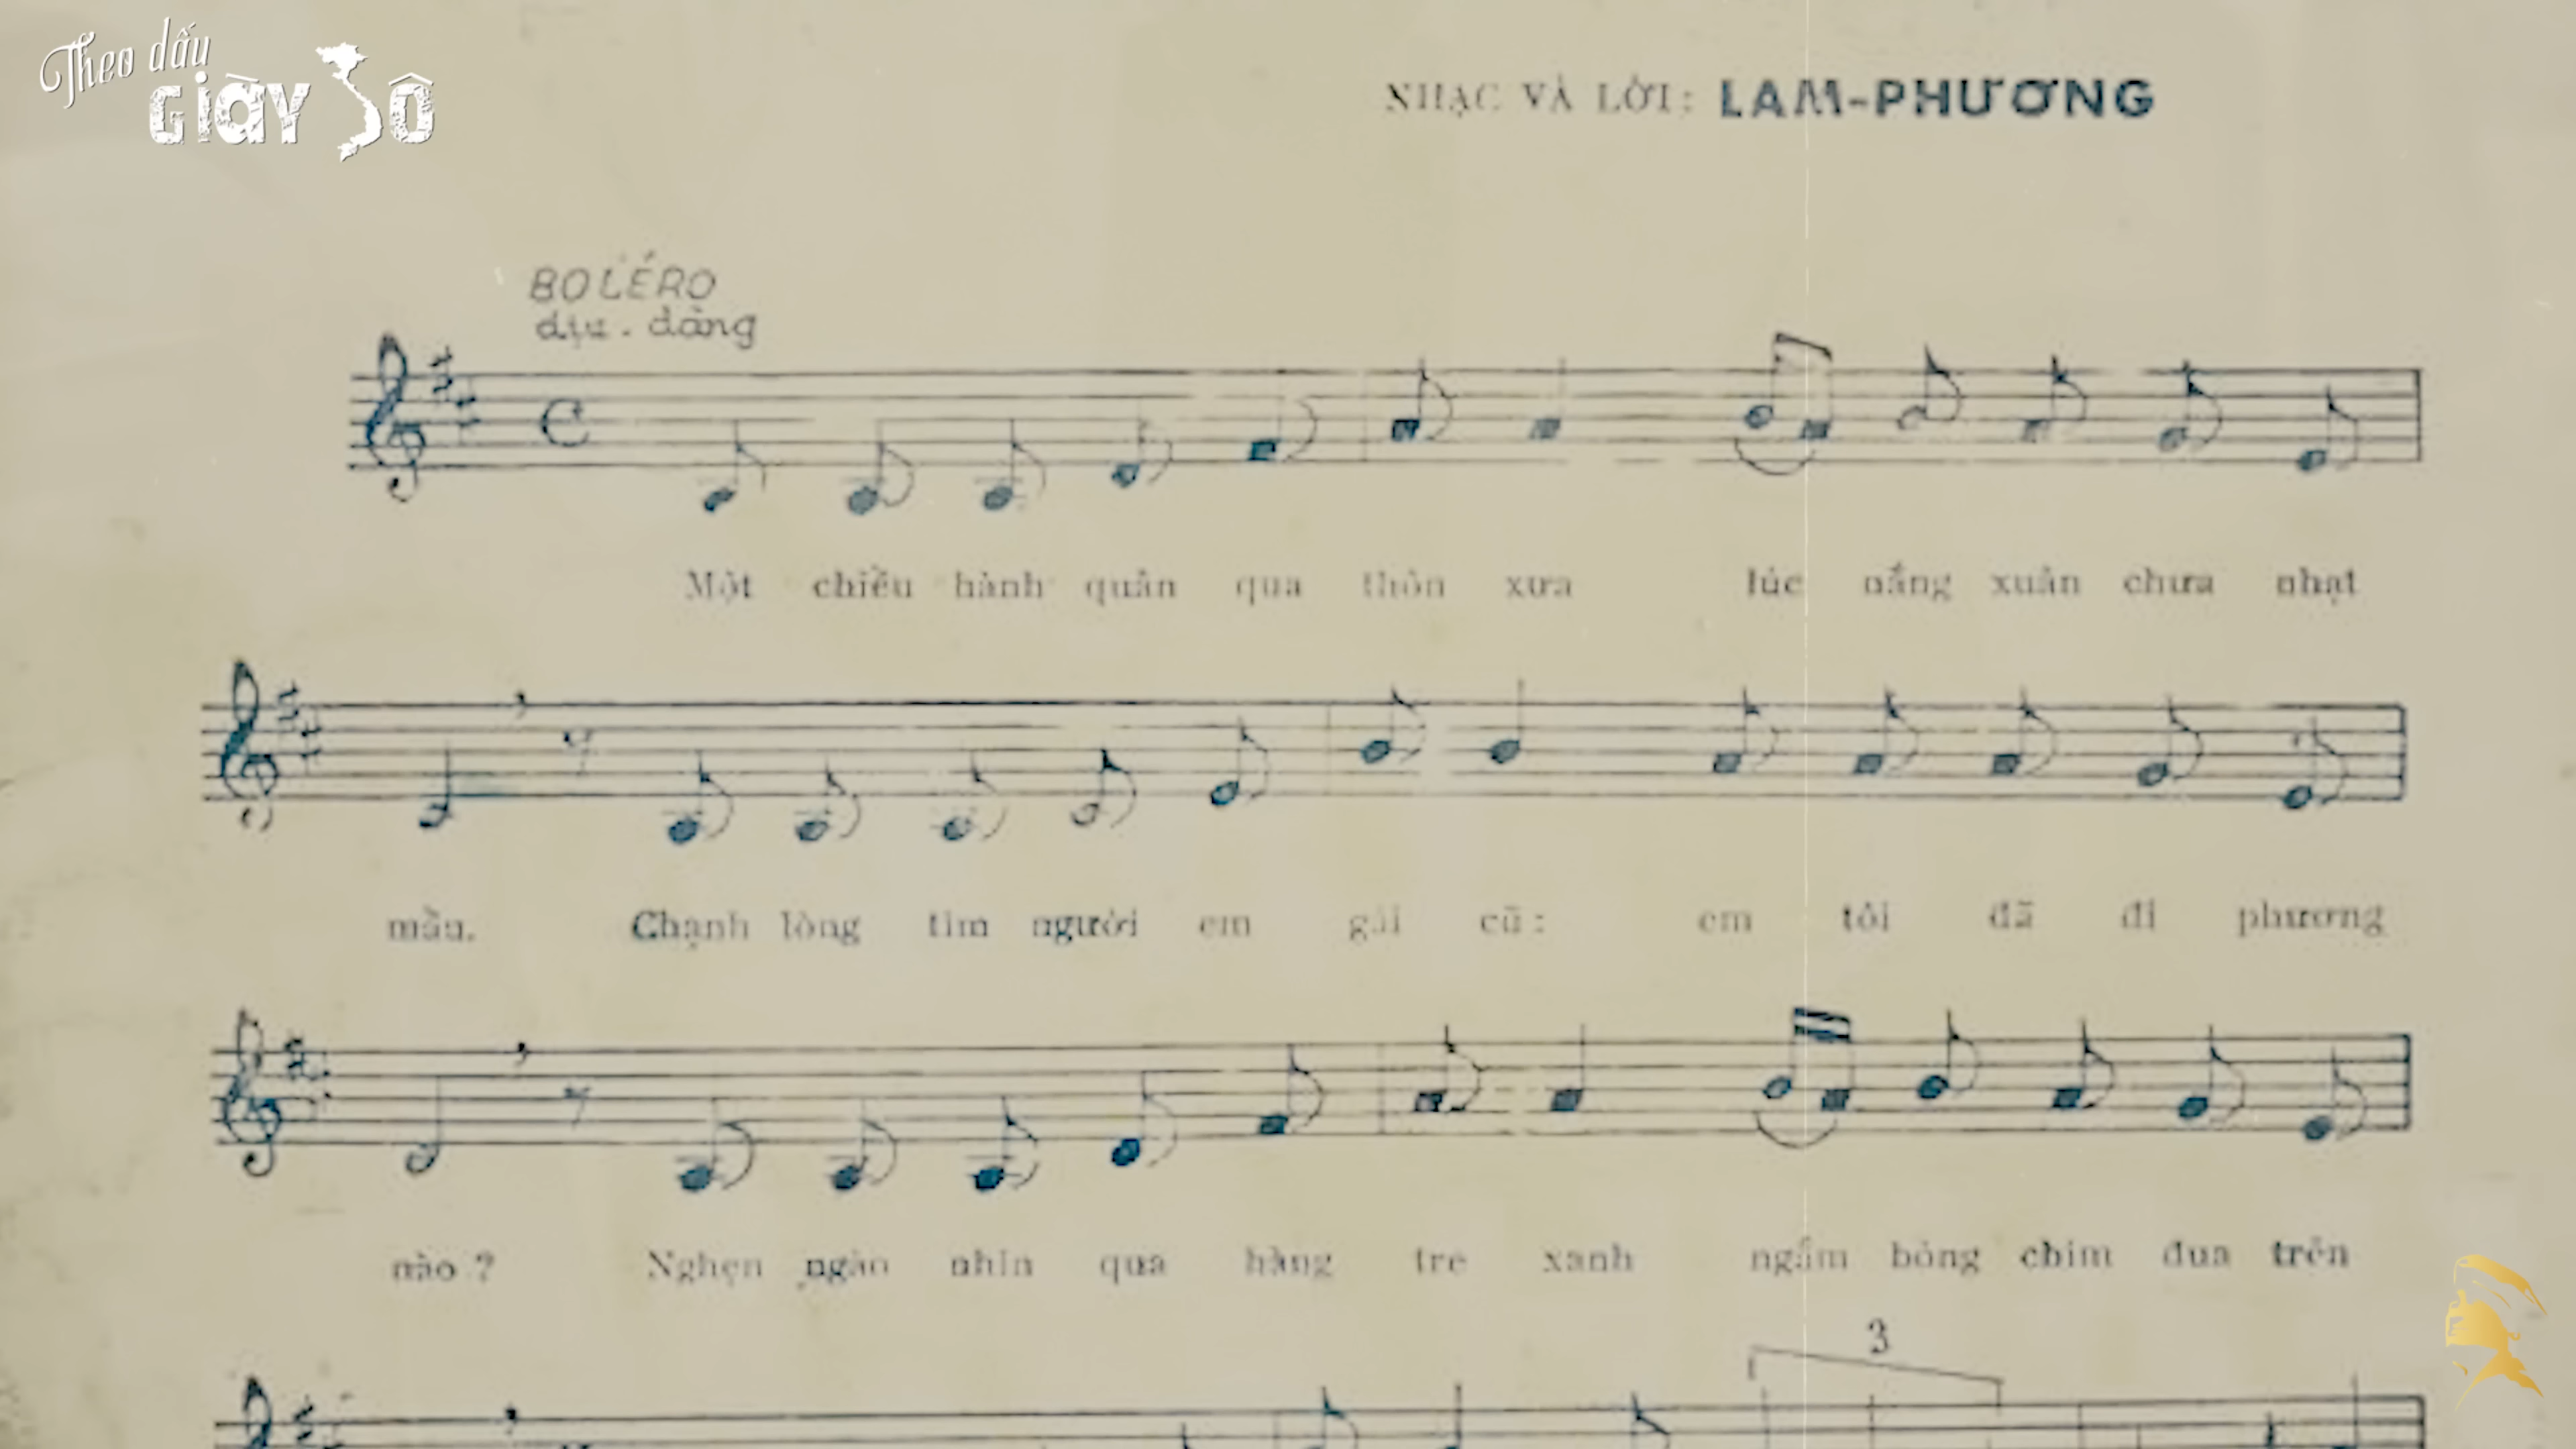 Theo dấu
Giày Sô
NHẠC VÀ LỜI: LAM-PHƯƠNG
BOLÉRO
dịu . dàng
Một chiều hành quân qua thôn xưa lúc nắng xuân chưa nhạt
mầu. Chạnh lòng tìm người em gái cũ: em tôi đã đi phương
nào ? Nghẹn ngào nhìn qua hàng tre xanh ngắm bóng chim đua trên
3